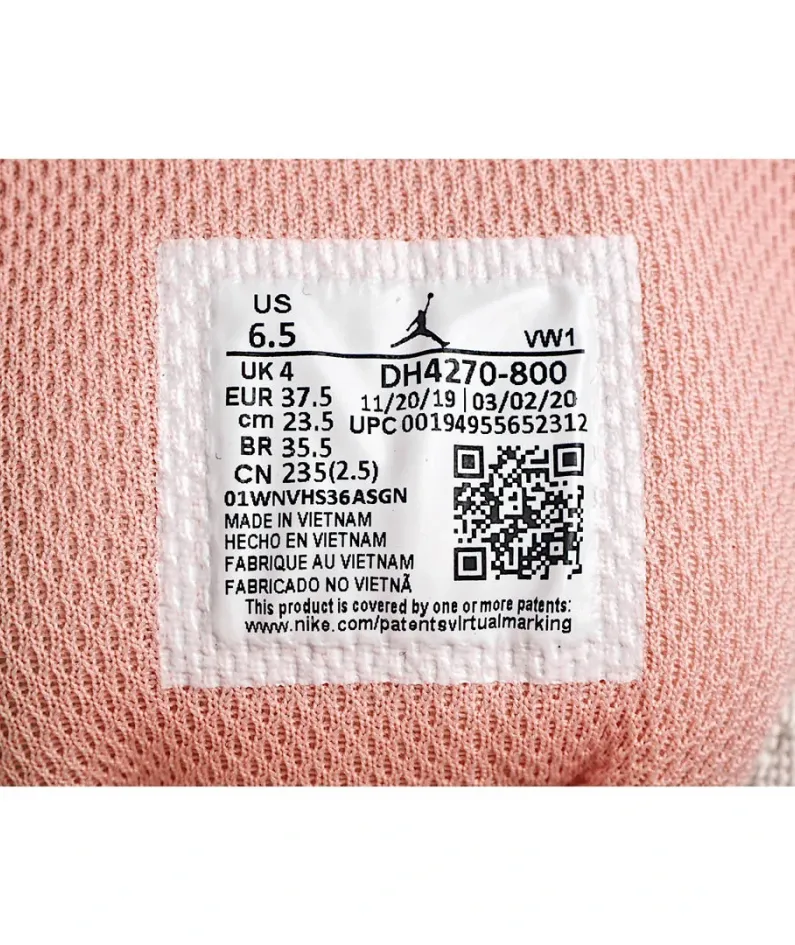 US
6.5
VW1
UK 4
DH4270-800
EUR 37.5
11/20/19 | 03/02/20
cm 23.5
UPC 00194955652312
BR 35.5
CN 235(2.5)
01WNVHS36ASGN
MADE IN VIETNAM
HECHO EN VIETNAM
FABRIQUE AU VIETNAM
FABRICADO NO VIETNÃ
This product is covered by one or more patents:
www.nike.com/patentsvirtualmarking